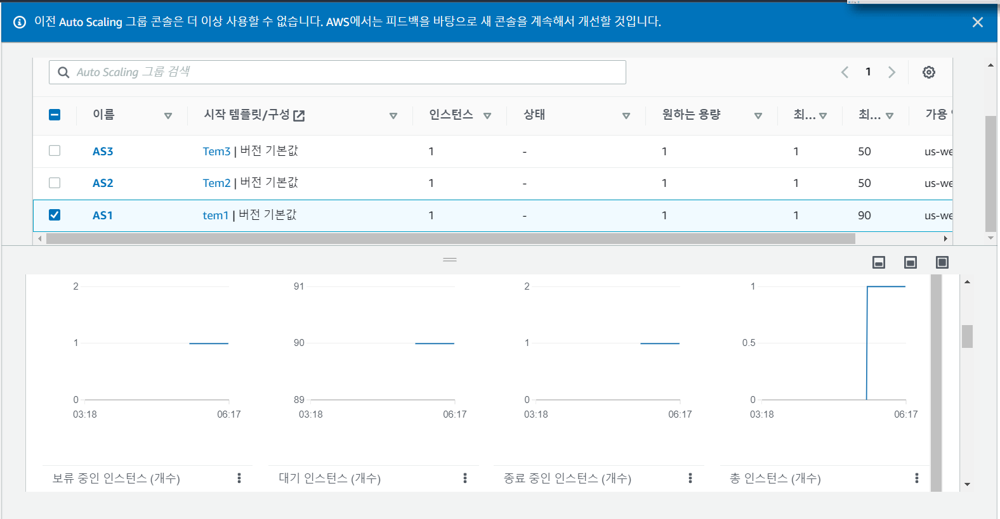 이전 Auto Scaling 그룹 콘솔은 더 이상 사용할 수 없습니다. AWS에서는 피드백을 바탕으로 새 콘솔을 계속해서 개선할 것입니다.
Auto Scaling 그룹 검색
1
이름 시작 템플릿/구성 인스턴스 상태 원하는 용량 최... 최... 가용
AS3 Tem3 | 버전 기본값 1 - 1 1 50 us-we
AS2 Tem2 | 버전 기본값 1 - 1 1 50 us-we
AS1 tem1 | 버전 기본값 1 - 1 1 90 us-we
2 91 2 1
1 90 1 0.5
0 89 0 0
03:18 06:17 03:18 06:17 03:18 06:17 03:18 06:17
보류 중인 인스턴스 (개수) 대기 인스턴스 (개수) 종료 중인 인스턴스 (개수) 총 인스턴스 (개수)